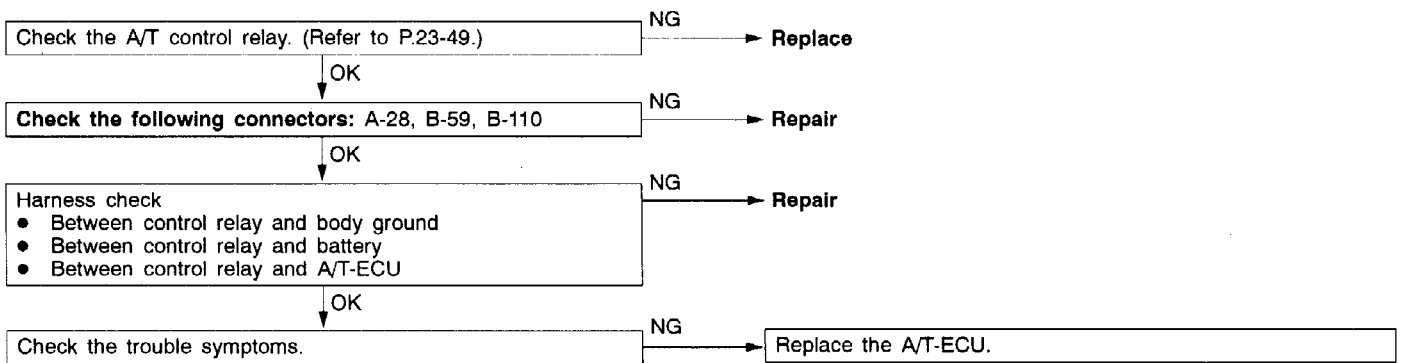 Check the A/T control relay. (Refer to P.23-49.)
NG
Replace
OK
Check the following connectors: A-28, B-59, B-110
NG
Repair
OK
Harness check
● Between control relay and body ground
● Between control relay and battery
● Between control relay and A/T-ECU
NG
Repair
OK
Check the trouble symptoms.
NG
Replace the A/T-ECU.